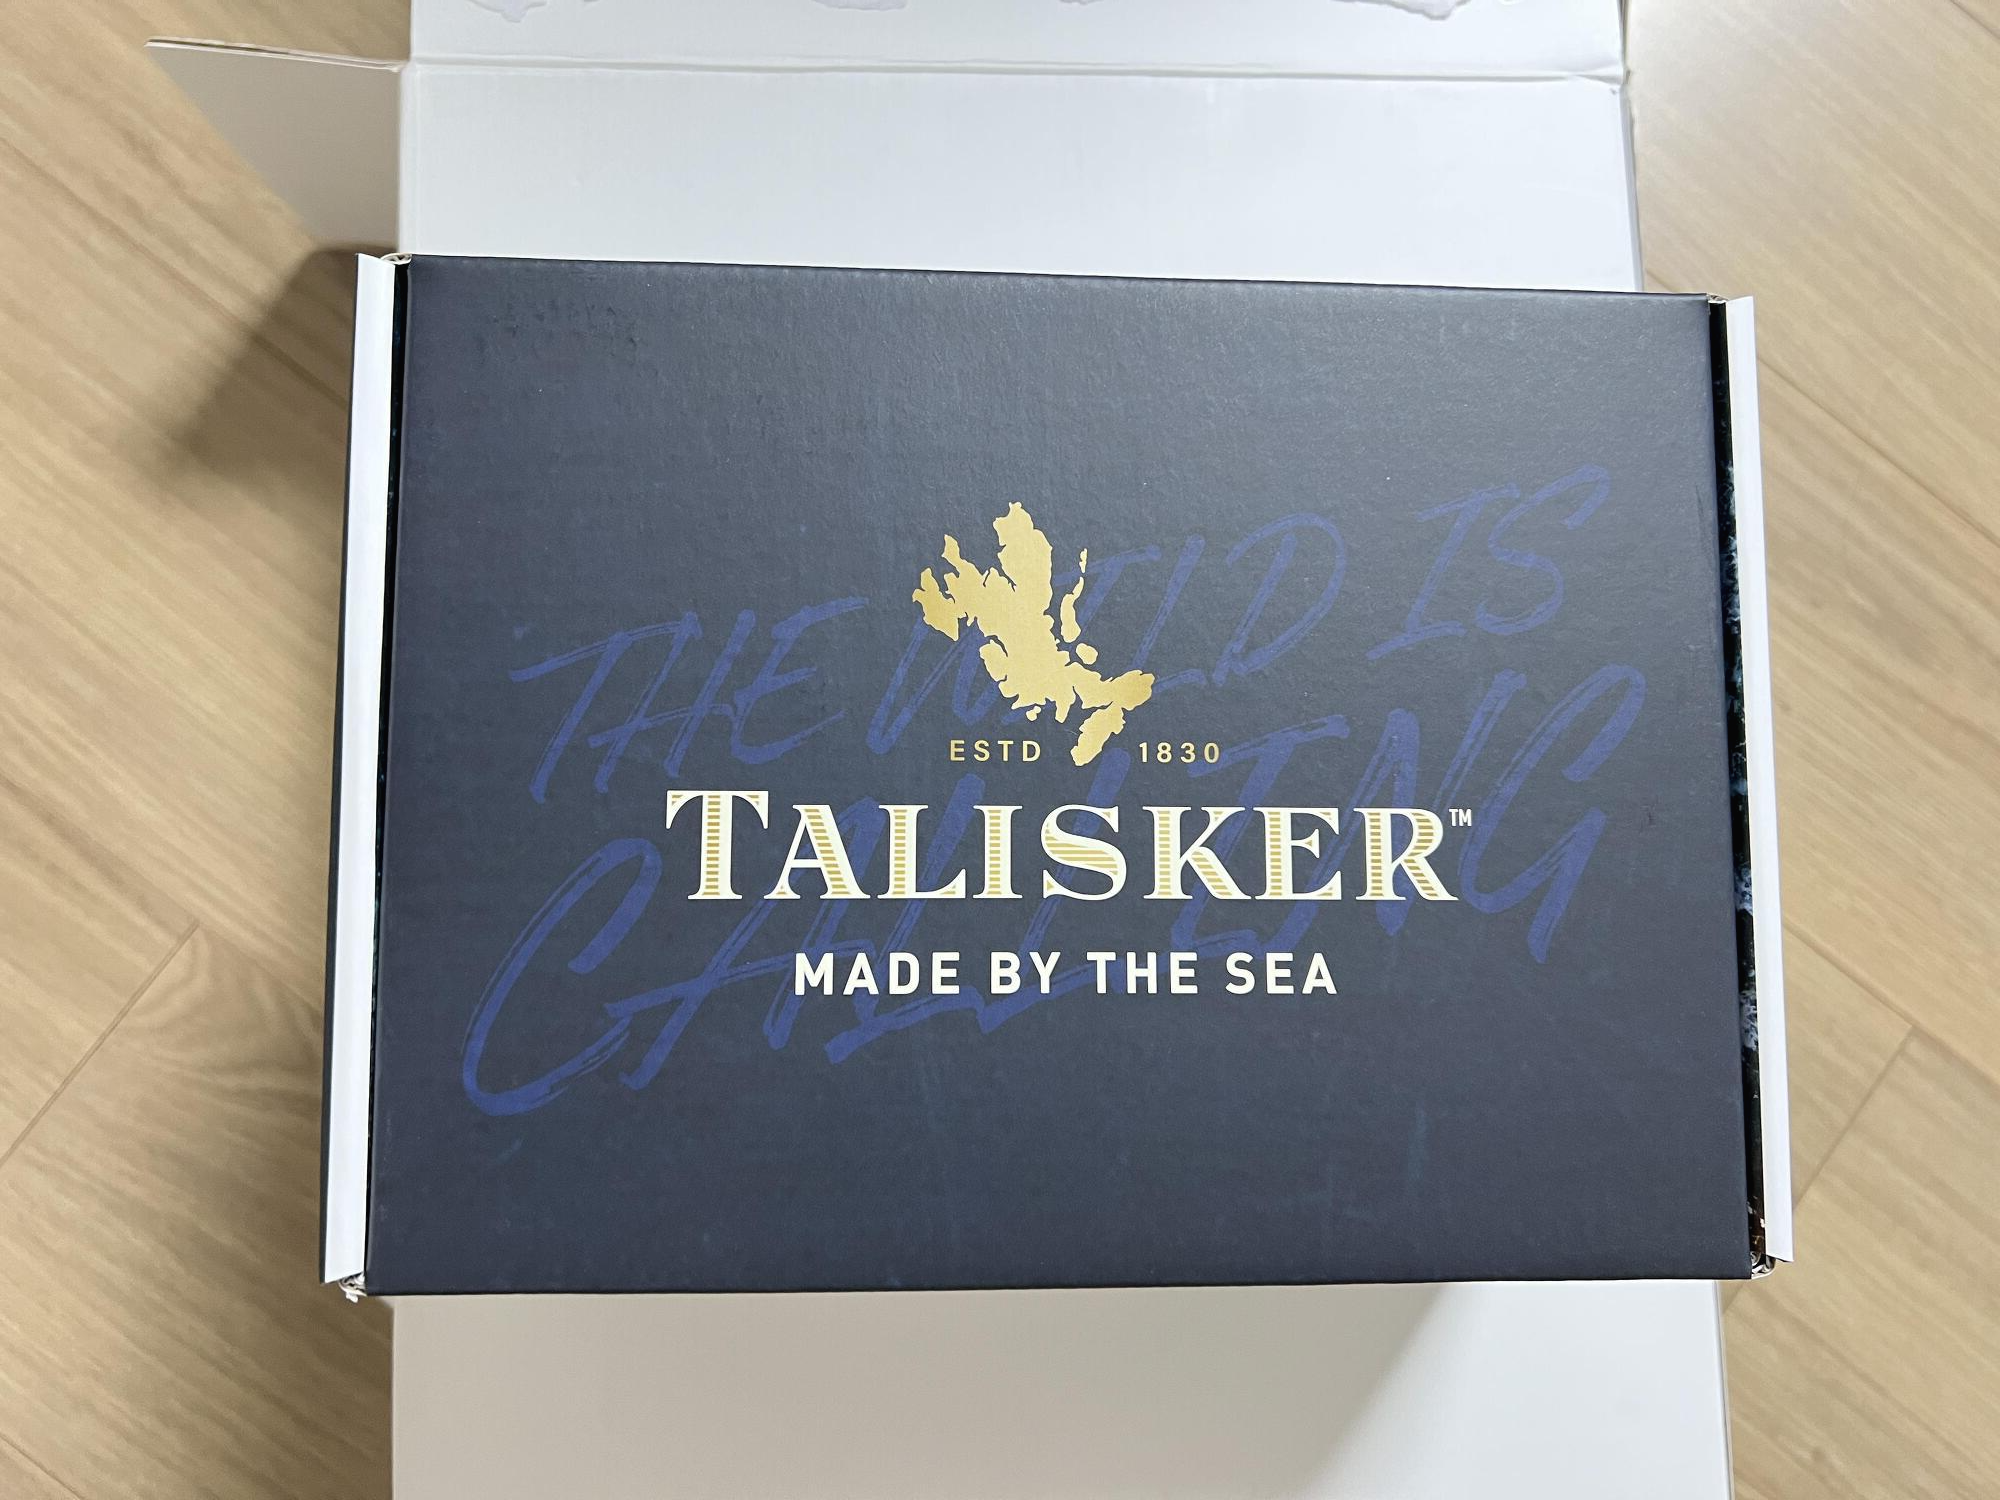 THE WILD IS
CALLING
ESTD 1830
TALISKER™
MADE BY THE SEA